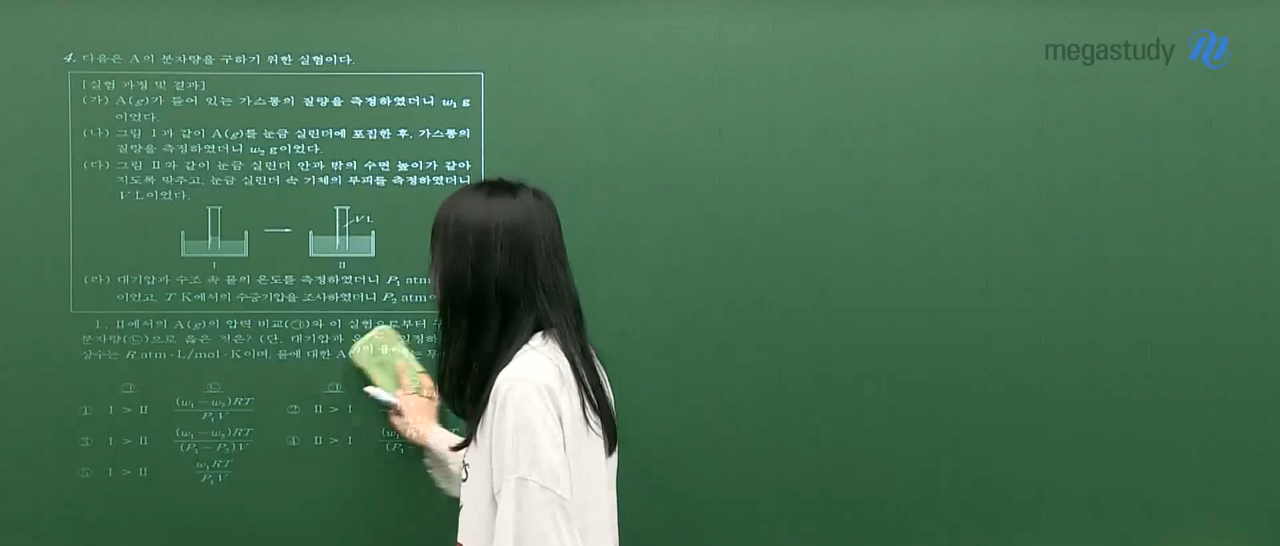 megastudy
4. 다음은 A의 분자량을 구하기 위한 실험이다.
[실험 과정 및 결과]
(가) A(g)가 들어 있는 가스통의 질량을 측정하였더니 w₁ g
이었다.
(나) 그림 Ⅰ과 같이 A(g)를 눈금 실린더에 포집한 후, 가스통의
질량을 측정하였더니 w₂ g이었다.
(다) 그림 Ⅱ와 같이 눈금 실린더 안과 밖의 수면 높이가 같아
지도록 맞추고, 눈금 실린더 속 기체의 부피를 측정하였더니
V L이었다.
V L
Ⅰ Ⅱ
(라) 대기압과 수조 속 물의 온도를 측정하였더니 P₁ atm
이었고, T K에서의 수증기압을 조사하였더니 P₂ atm
Ⅰ, Ⅱ에서의 A(g)의 압력 비교(㉠)와 이 실험으로부터
분자량(㉡)으로 옳은 것은? (단, 대기압과
상수는 R atm·L/mol·K이며, 물에 대한
㉠ ㉡ ㉠
① Ⅰ > Ⅱ (w₁−w₂)RT / P₁V ② Ⅱ > Ⅰ
③ Ⅰ > Ⅱ (w₁−w₂)RT / (P₁−P₂)V ④ Ⅱ > Ⅰ
⑤ Ⅰ > Ⅱ w₁RT / P₁V